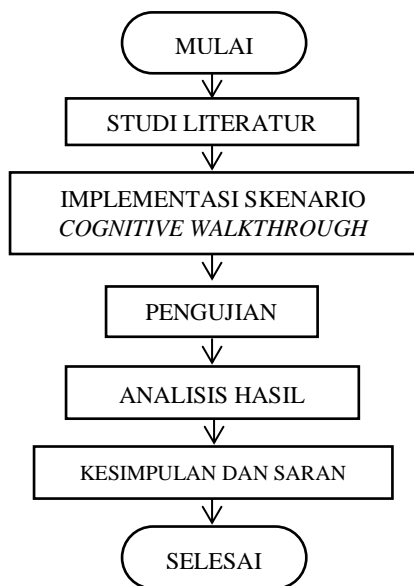 MULAI
STUDI LITERATUR
IMPLEMENTASI SKENARIO
COGNITIVE WALKTHROUGH
PENGUJIAN
ANALISIS HASIL
KESIMPULAN DAN SARAN
SELESAI